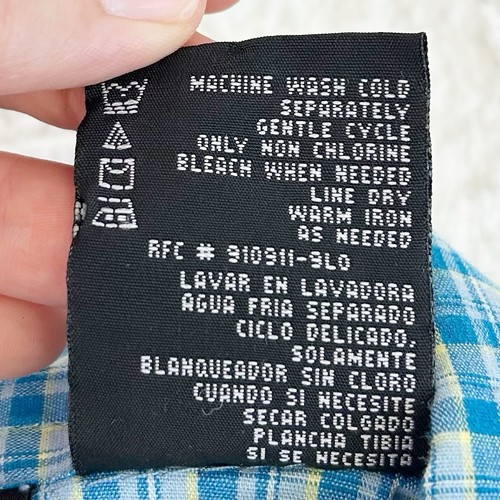 MACHINE WASH COLD
SEPARATELY
GENTLE CYCLE
ONLY NON CHLORINE
BLEACH WHEN NEEDED
LINE DRY
WARM IRON
AS NEEDED
RFC # 910911-9L0
LAVAR EN LAVADORA
AGUA FRIA SEPARADO
CICLO DELICADO,
SOLAMENTE
BLANQUEADOR SIN CLORO
CUANDO SI NECESITE
SECAR COLGADO
PLANCHA TIBIA
SI SE NECESITA